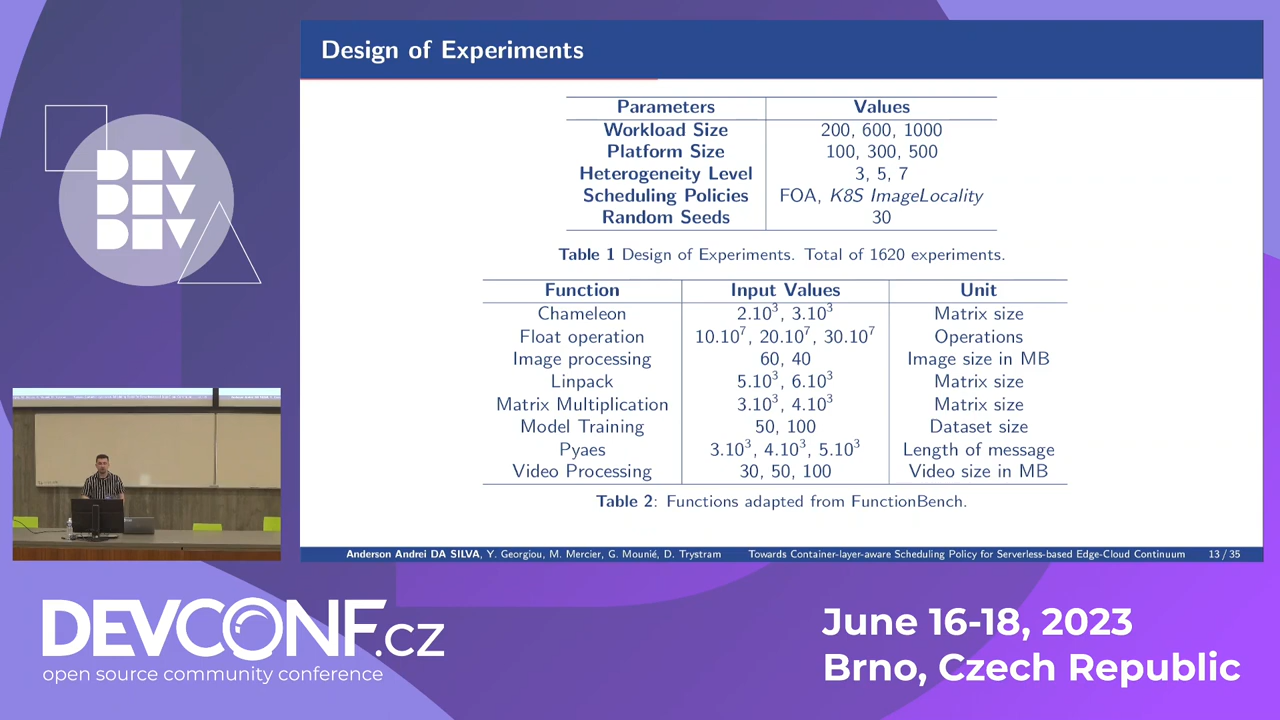 Design of Experiments
Parameters Values
Workload Size 200, 600, 1000
Platform Size 100, 300, 500
Heterogeneity Level 3, 5, 7
Scheduling Policies FOA, K8S ImageLocality
Random Seeds 30
Table 1 Design of Experiments. Total of 1620 experiments.
Function Input Values Unit
Chameleon 2.10³, 3.10³ Matrix size
Float operation 10.10⁷, 20.10⁷, 30.10⁷ Operations
Image processing 60, 40 Image size in MB
Linpack 5.10³, 6.10³ Matrix size
Matrix Multiplication 3.10³, 4.10³ Matrix size
Model Training 50, 100 Dataset size
Pyaes 3.10³, 4.10³, 5.10³ Length of message
Video Processing 30, 50, 100 Video size in MB
Table 2: Functions adapted from FunctionBench.
Anderson Andrei DA SILVA, Y. Georgiou, M. Mercier, G. Mounié, D. Trystram Towards Container-layer-aware Scheduling Policy for Serverless-based Edge-Cloud Continuum 13 / 35
DEV
DEV
DEV
DEVCONF.cz
open source community conference
June 16-18, 2023
Brno, Czech Republic